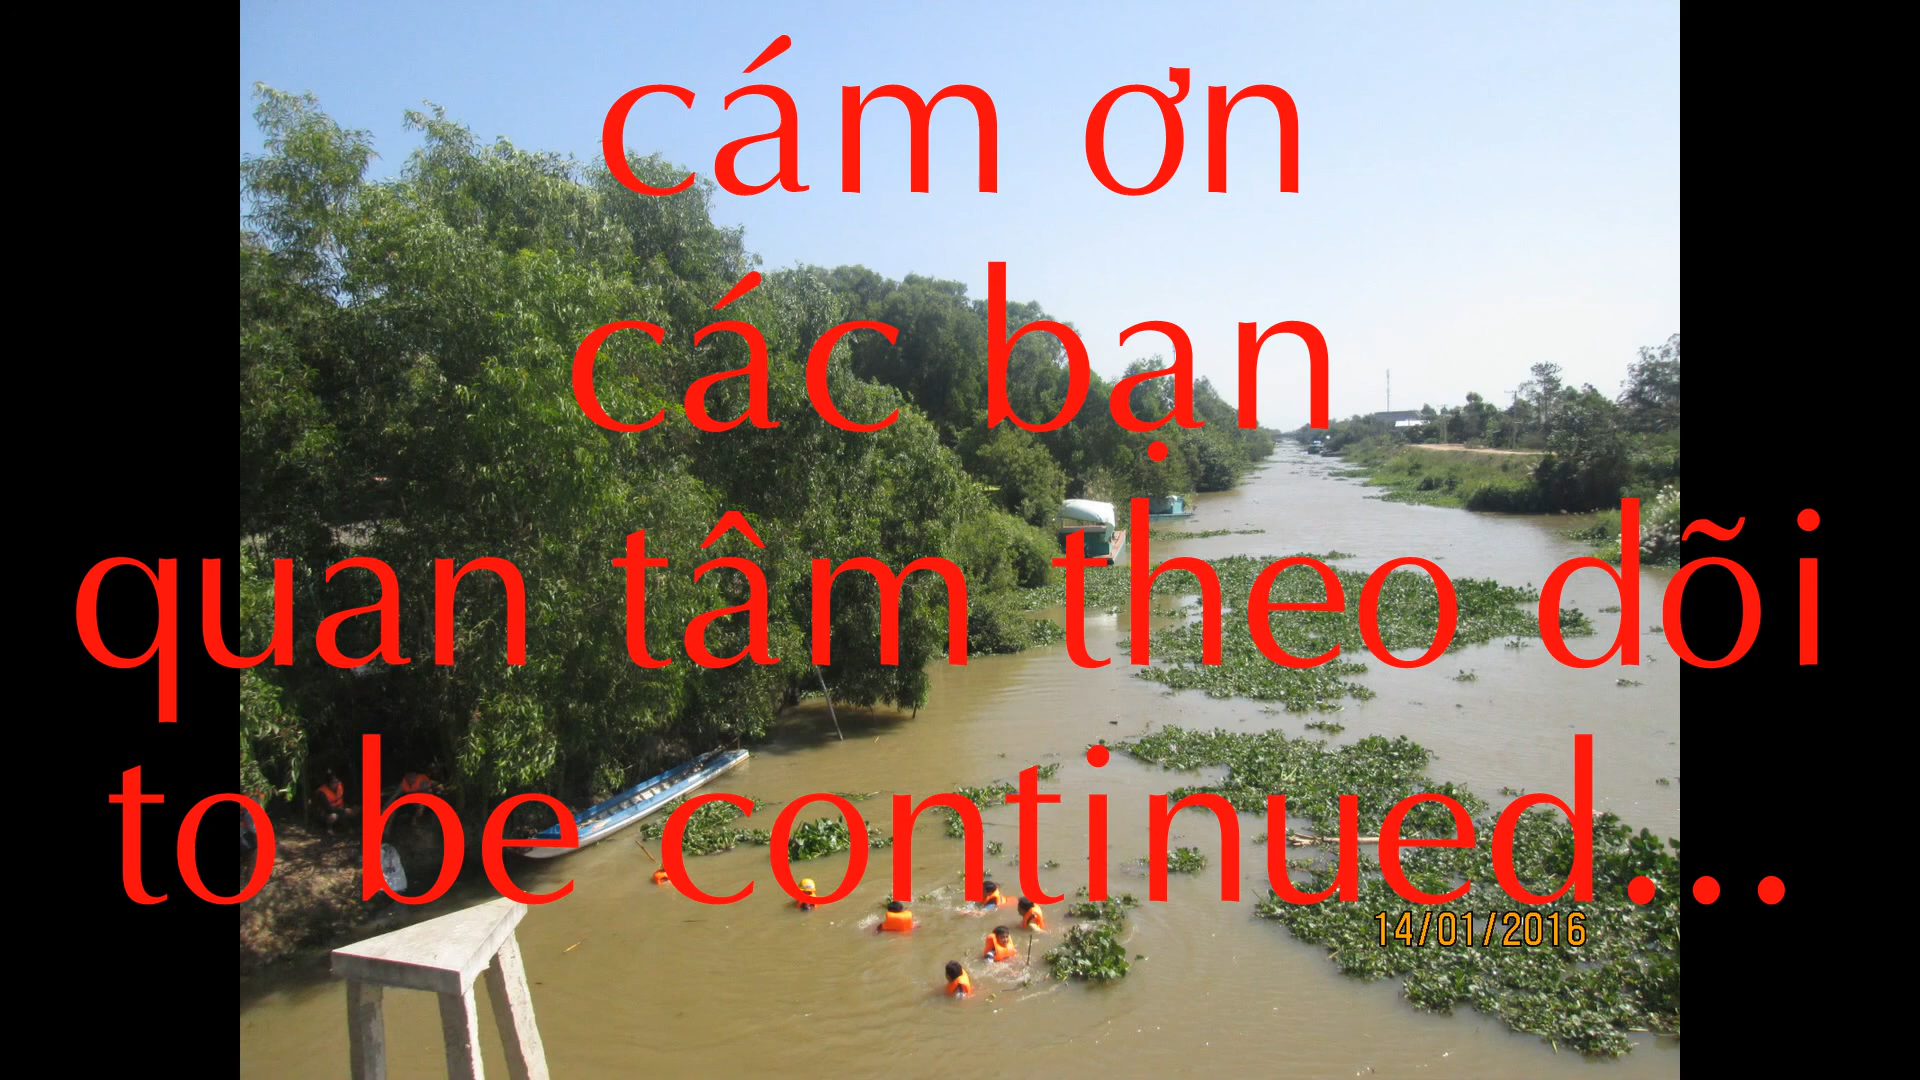 cám ơn
các bạn
quan tâm theo dõi
to be continued...
14/01/2016